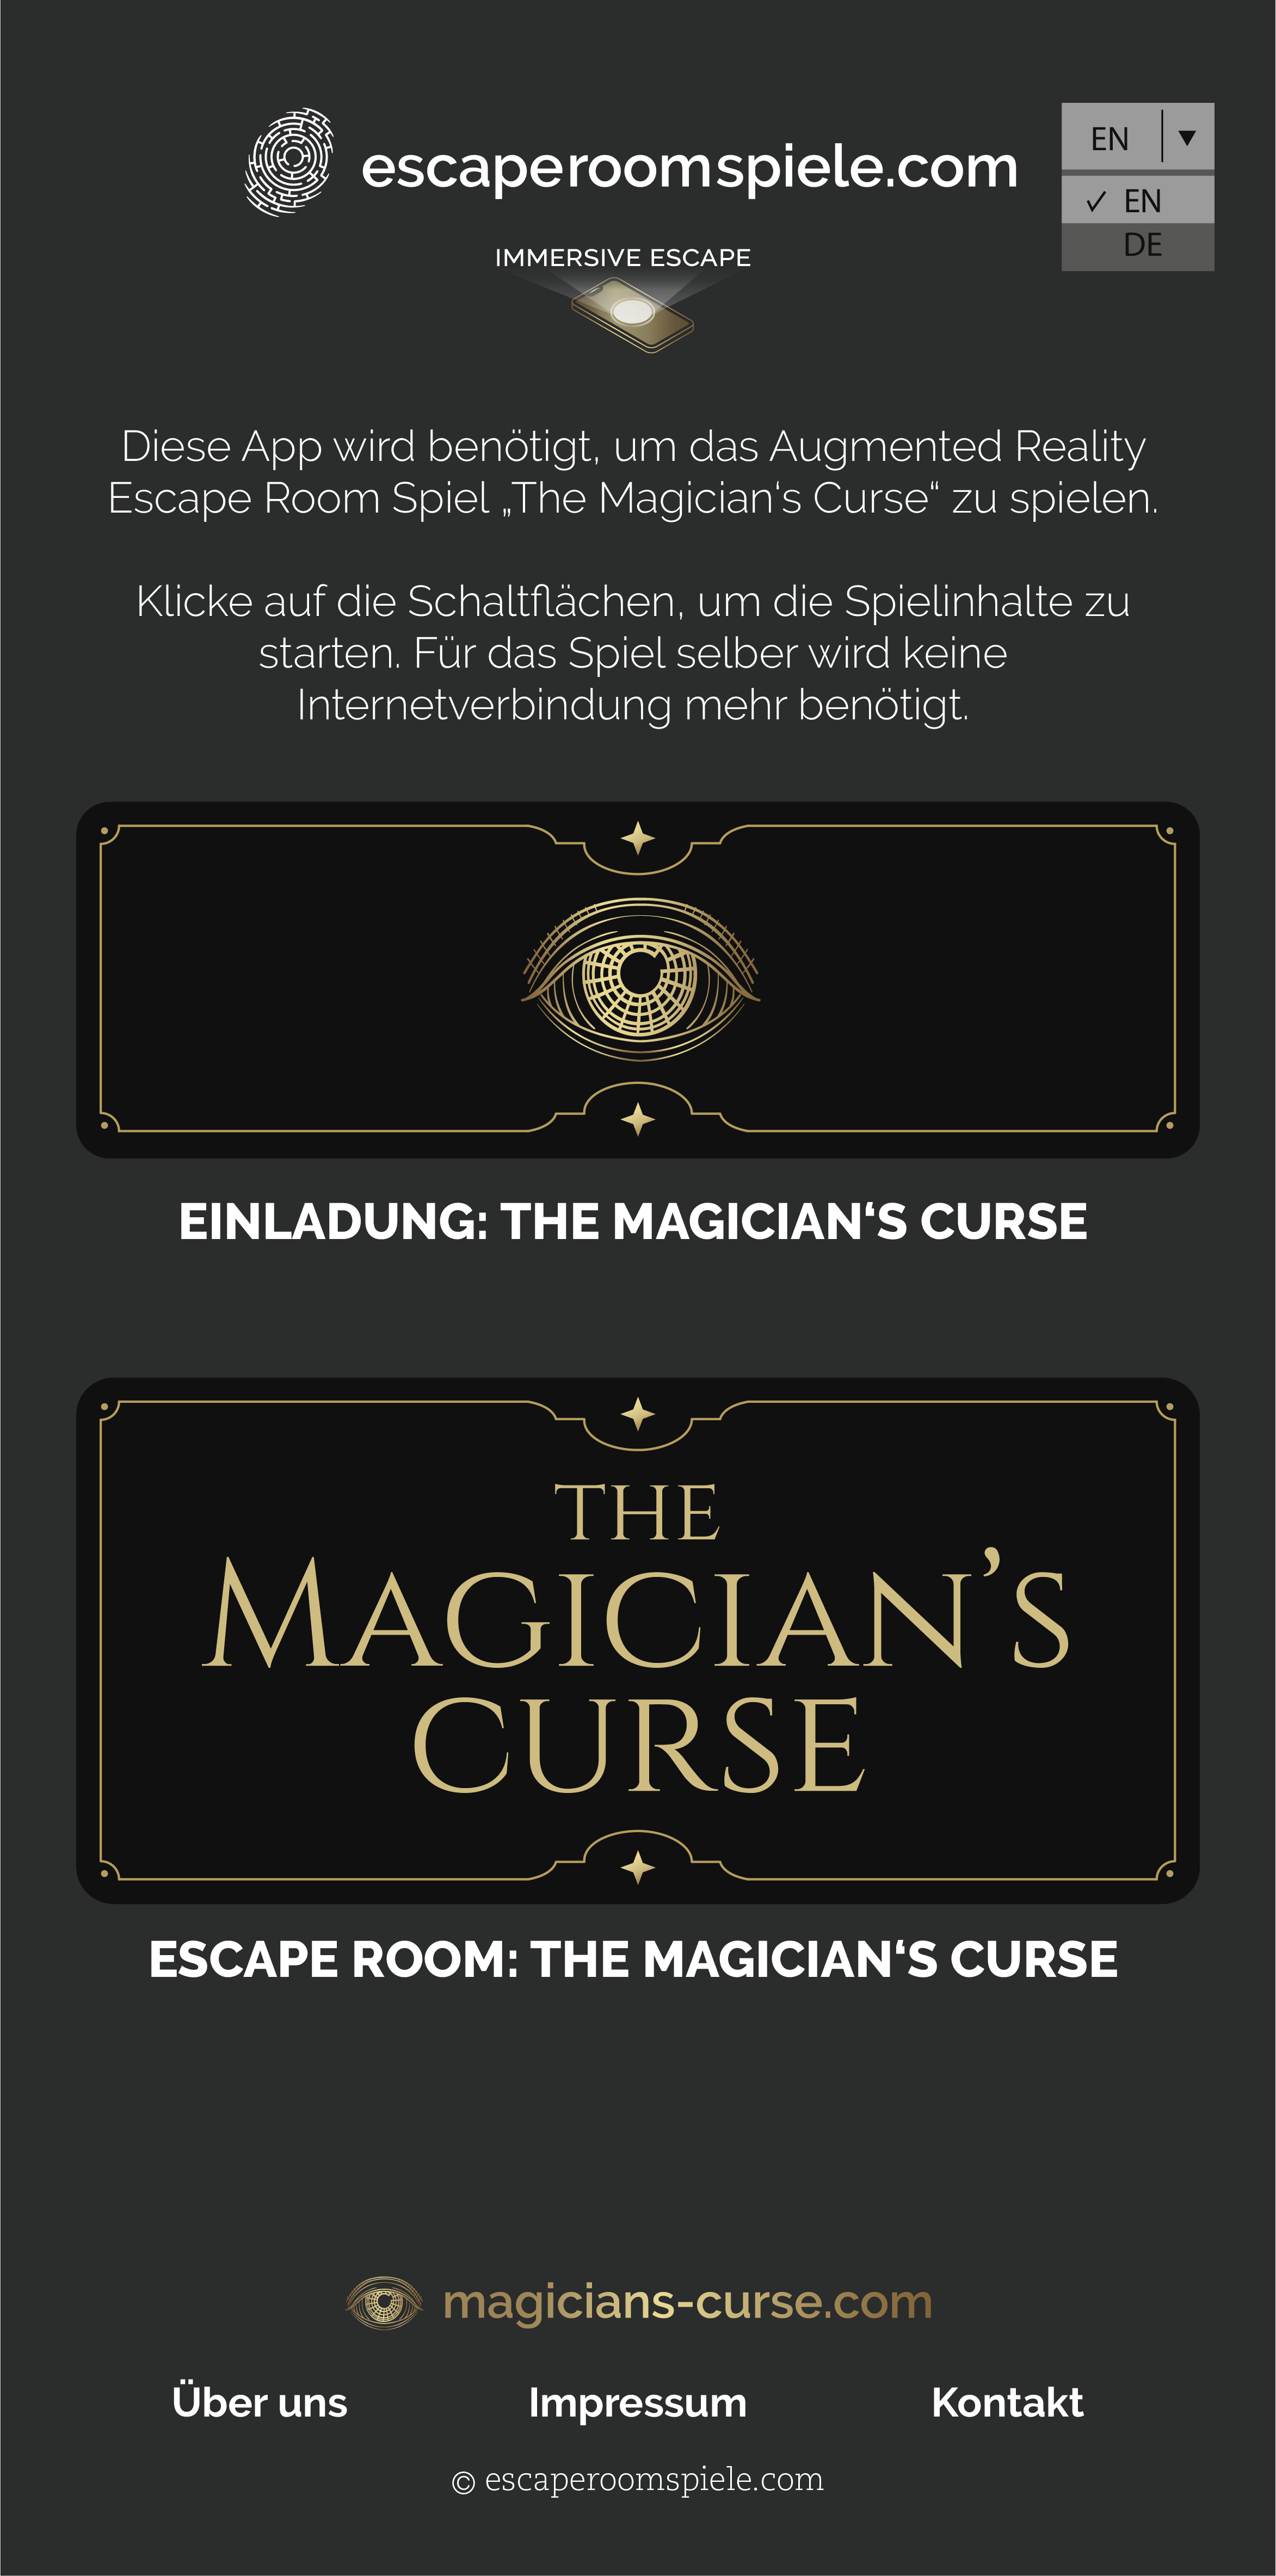 escaperoomspiele.com
EN ▼
✓ EN
DE
IMMERSIVE ESCAPE
Diese App wird benötigt, um das Augmented Reality
Escape Room Spiel „The Magician‘s Curse“ zu spielen.
Klicke auf die Schaltflächen, um die Spielinhalte zu
starten. Für das Spiel selber wird keine
Internetverbindung mehr benötigt.
EINLADUNG: THE MAGICIAN‘S CURSE
THE
MAGICIAN’S
CURSE
ESCAPE ROOM: THE MAGICIAN‘S CURSE
magicians-curse.com
Über uns Impressum Kontakt
© escaperoomspiele.com